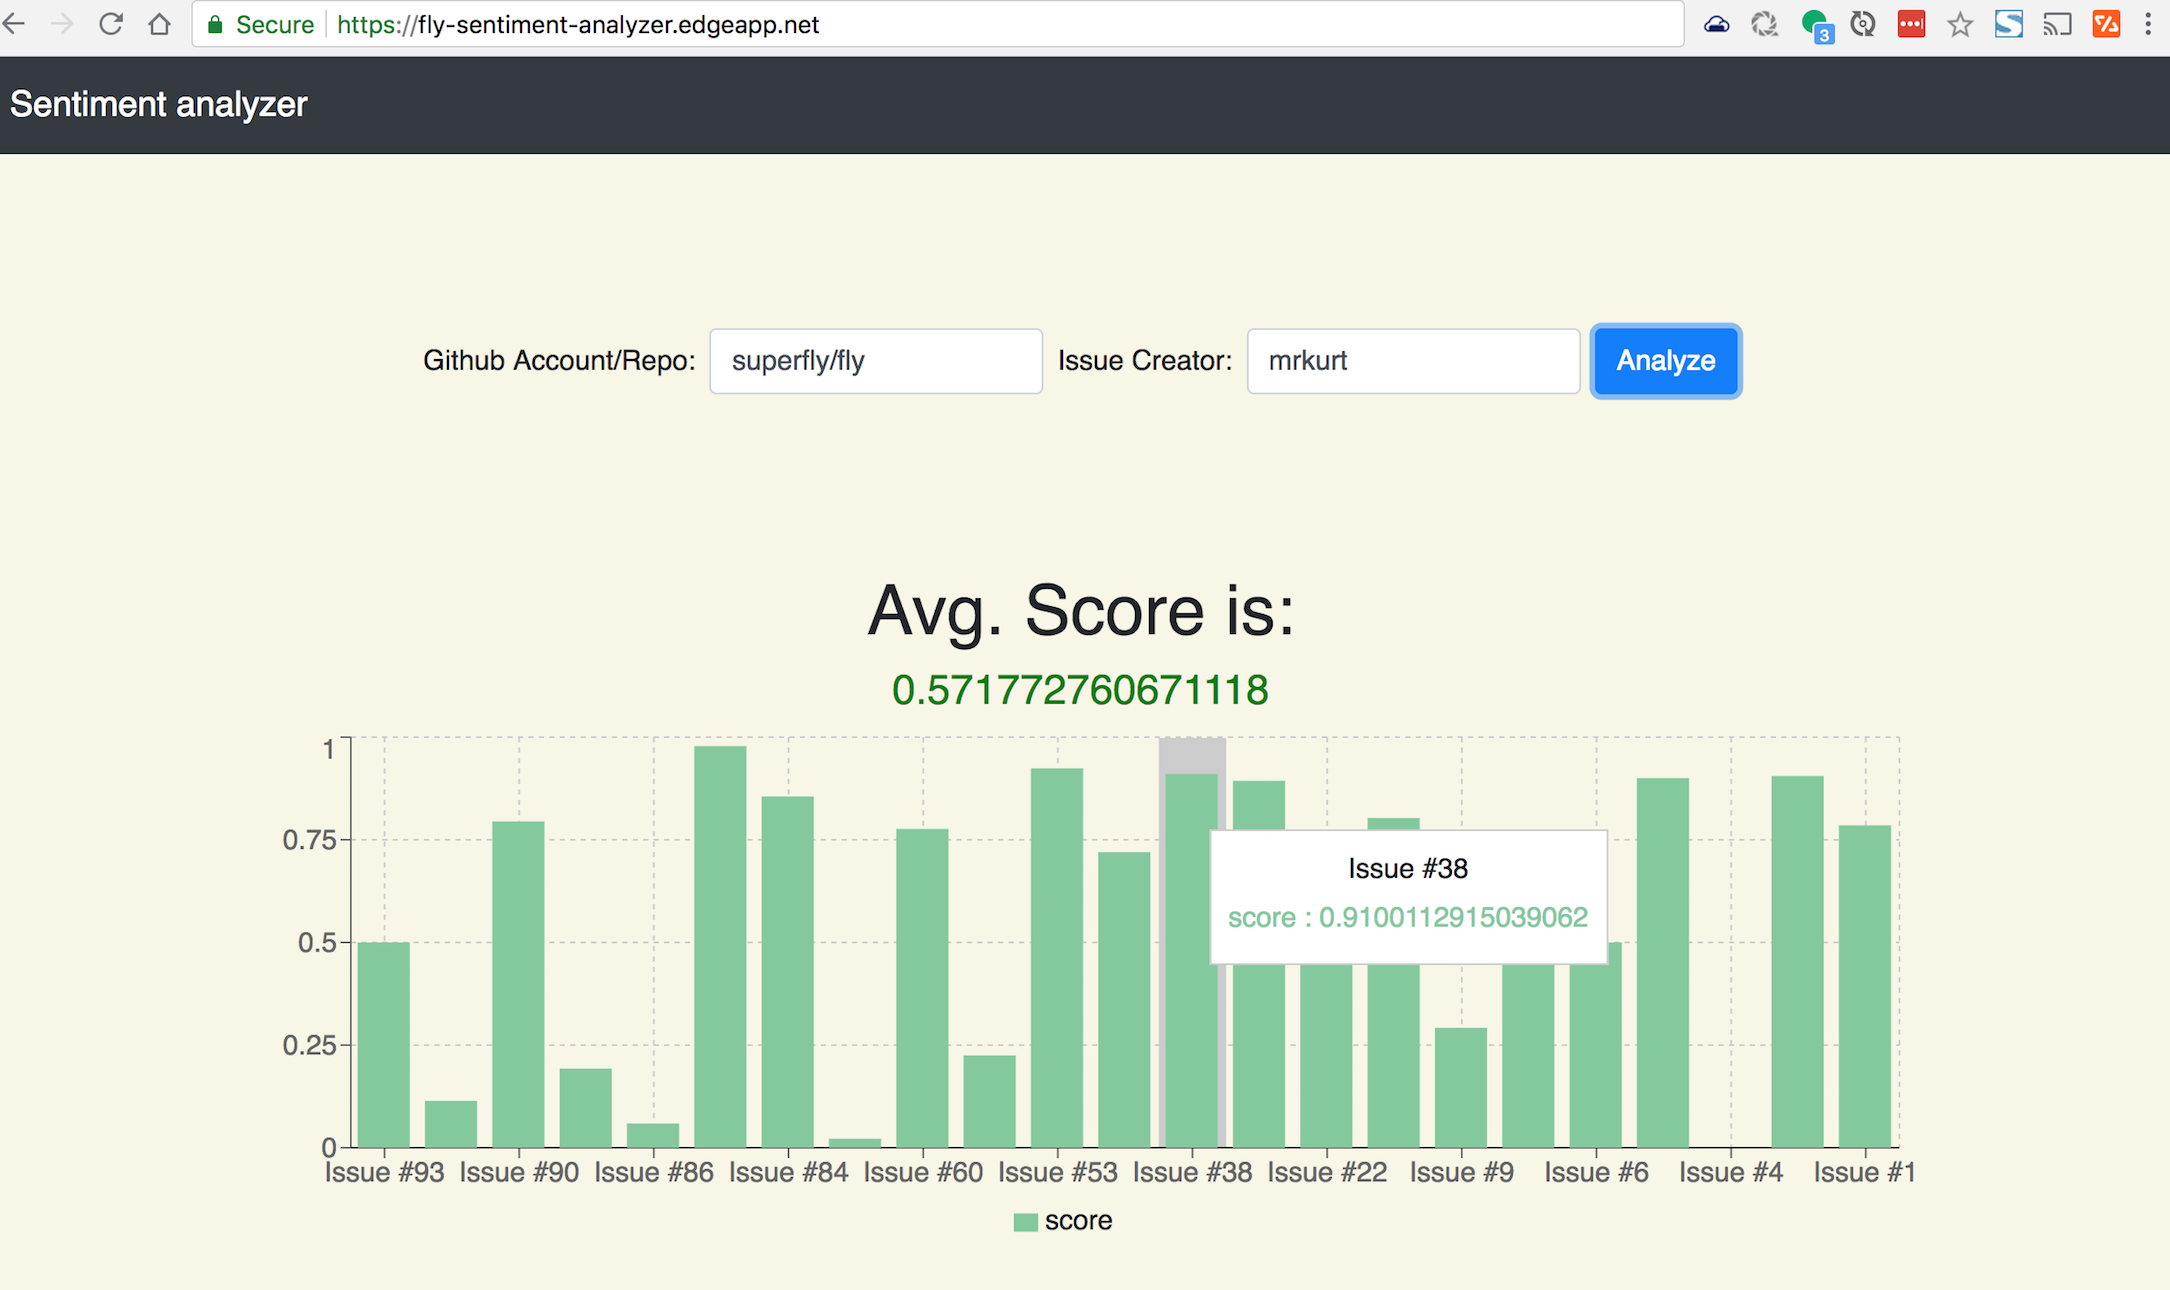 Secure https://fly-sentiment-analyzer.edgeapp.net 3
Sentiment analyzer
Github Account/Repo: superfly/fly Issue Creator: mrkurt Analyze
Avg. Score is:
0.571772760671118
1
0.75
0.5
0.25
0
Issue #38
score : 0.9100112915039062
Issue #93 Issue #90 Issue #86 Issue #84 Issue #60 Issue #53 Issue #38 Issue #22 Issue #9 Issue #6 Issue #4 Issue #1
score